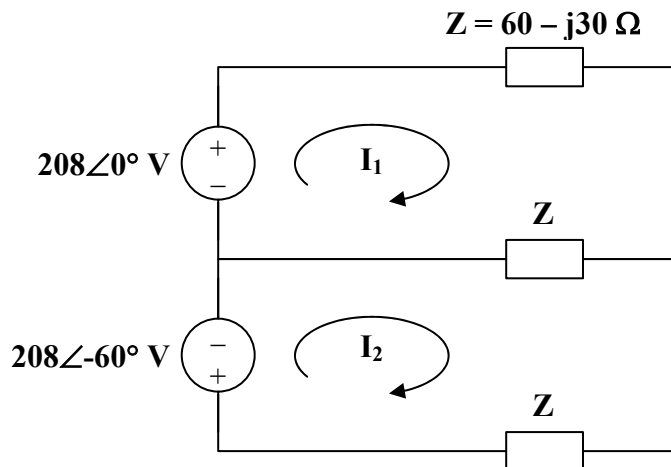 Z = 60 – j30 Ω
+
208∠0° V
I₁
–
Z
–
208∠-60° V
I₂
+
Z